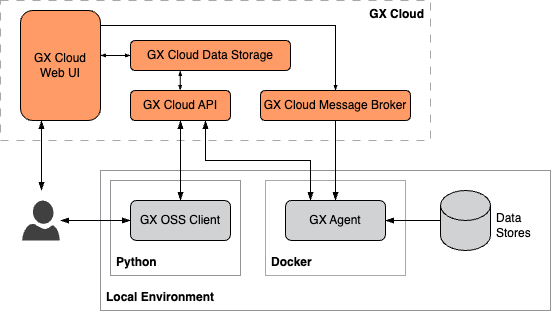 GX Cloud
GX Cloud
Web UI
GX Cloud Data Storage
GX Cloud API
GX Cloud Message Broker
GX OSS Client
GX Agent
Data
Stores
Python
Docker
Local Environment